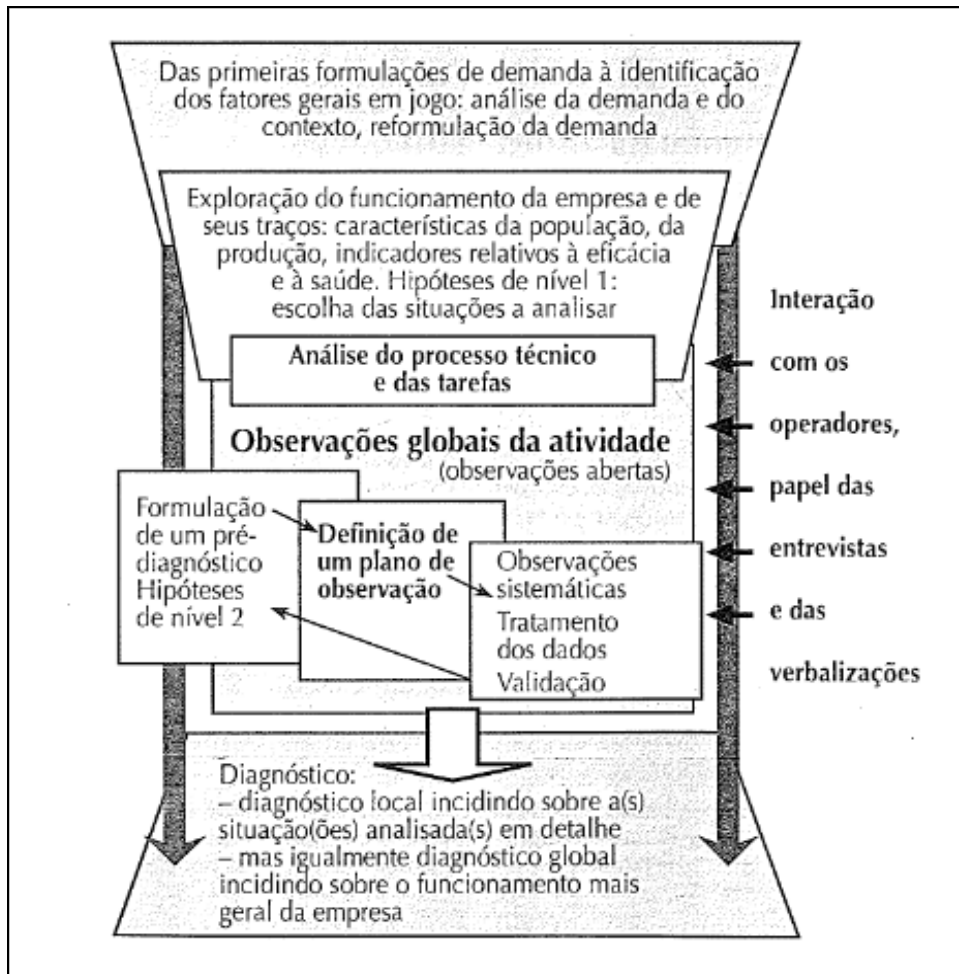 Das primeiras formulações de demanda à identificação
dos fatores gerais em jogo: análise da demanda e do
contexto, reformulação da demanda
Exploração do funcionamento da empresa e de
seus traços: características da população, da
produção, indicadores relativos à eficácia
e à saúde. Hipóteses de nível 1:
escolha das situações a analisar
Análise do processo técnico
e das tarefas
Observações globais da atividade
(observações abertas)
Formulação
de um pré-
diagnóstico
Hipóteses
de nível 2
Definição de
um plano de
observação
Observações
sistemáticas
Tratamento
dos dados
Validação
Interação
com os
operadores,
papel das
entrevistas
e das
verbalizações
Diagnóstico:
– diagnóstico local incidindo sobre a(s)
situação(ões) analisada(s) em detalhe
– mas igualmente diagnóstico global
incidindo sobre o funcionamento mais
geral da empresa